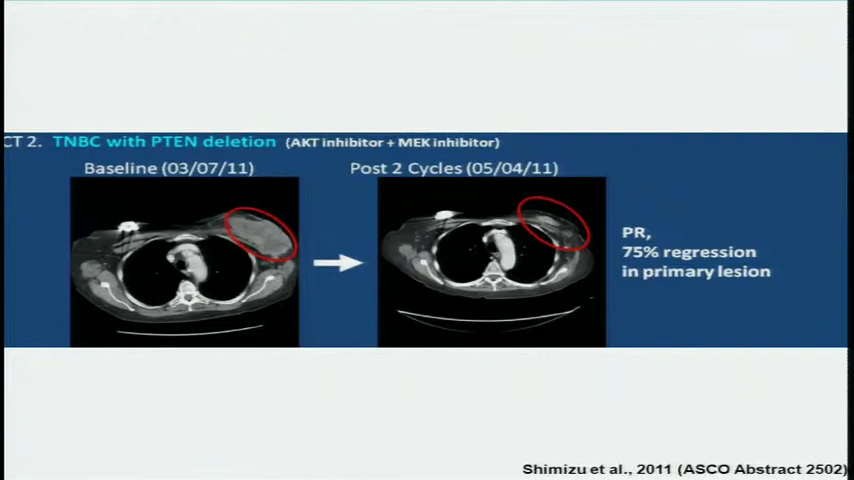 CT 2. TNBC with PTEN deletion (AKT inhibitor + MEK inhibitor)
Baseline (03/07/11)
Post 2 Cycles (05/04/11)
PR,
75% regression
in primary lesion
Shimizu et al., 2011 (ASCO Abstract 2502)